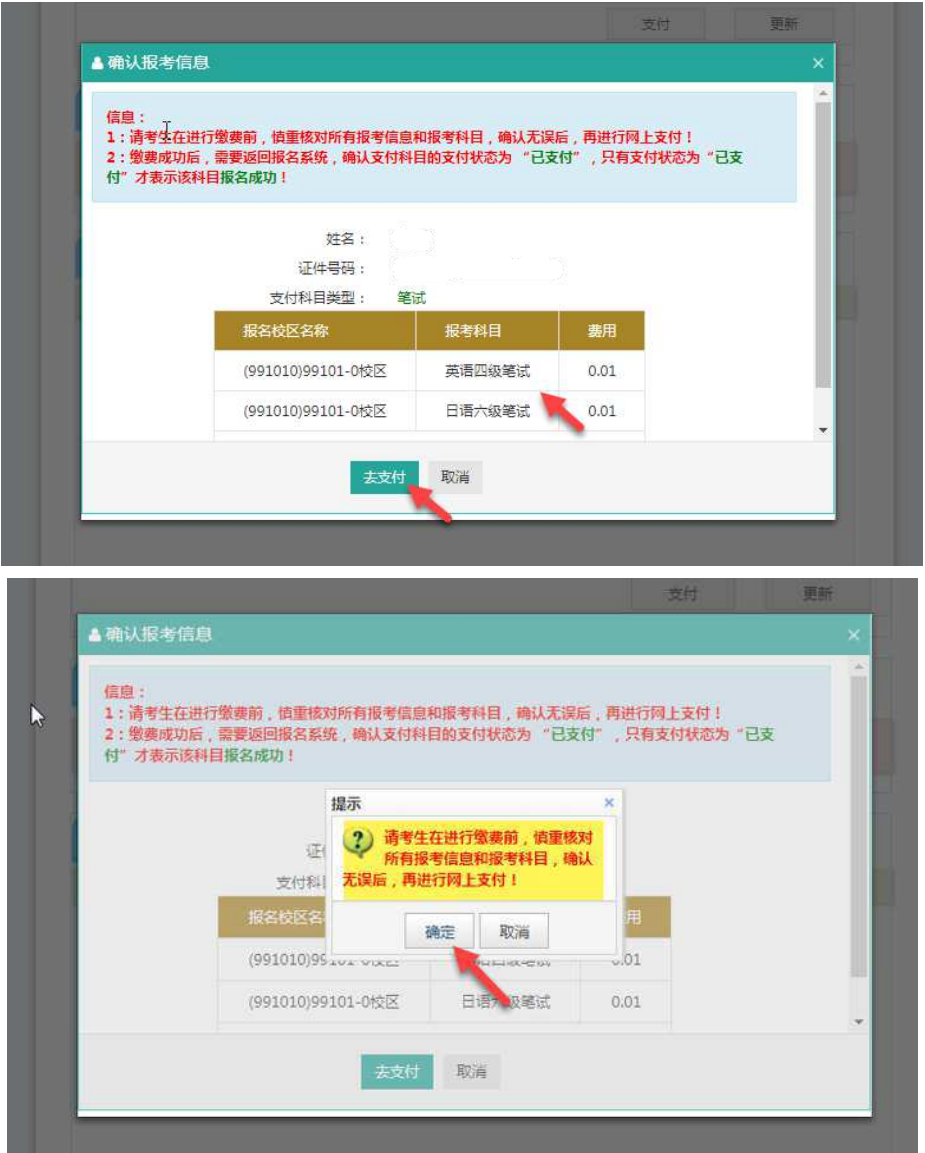 支付 更新
确认报考信息 ×
信息：
1：请考生在进行缴费前，慎重核对所有报考信息和报考科目，确认无误后，再进行网上支付！
2：缴费成功后，需要返回报名系统，确认支付科目的支付状态为 “已支付” ，只有支付状态为“已支
付” 才表示该科目报名成功！
姓名：
证件号码：
支付科目类型： 笔试
报名校区名称 报考科目 费用
(991010)99101-0校区 英语四级笔试 0.01
(991010)99101-0校区 日语六级笔试 0.01
去支付 取消
支付 更新
确认报考信息 ×
信息：
1：请考生在进行缴费前，慎重核对所有报考信息和报考科目，确认无误后，再进行网上支付！
2：缴费成功后，需要返回报名系统，确认支付科目的支付状态为 “已支付” ，只有支付状态为“已支
付” 才表示该科目报名成功！
提示 ×
请考生在进行缴费前，慎重核对
所有报考信息和报考科目，确认
无误后，再进行网上支付！
确定 取消
证
支付科
报名校区名 用
(991010)99101-0校区 0.01
(991010)99101-0校区 日语六级笔试 0.01
去支付 取消